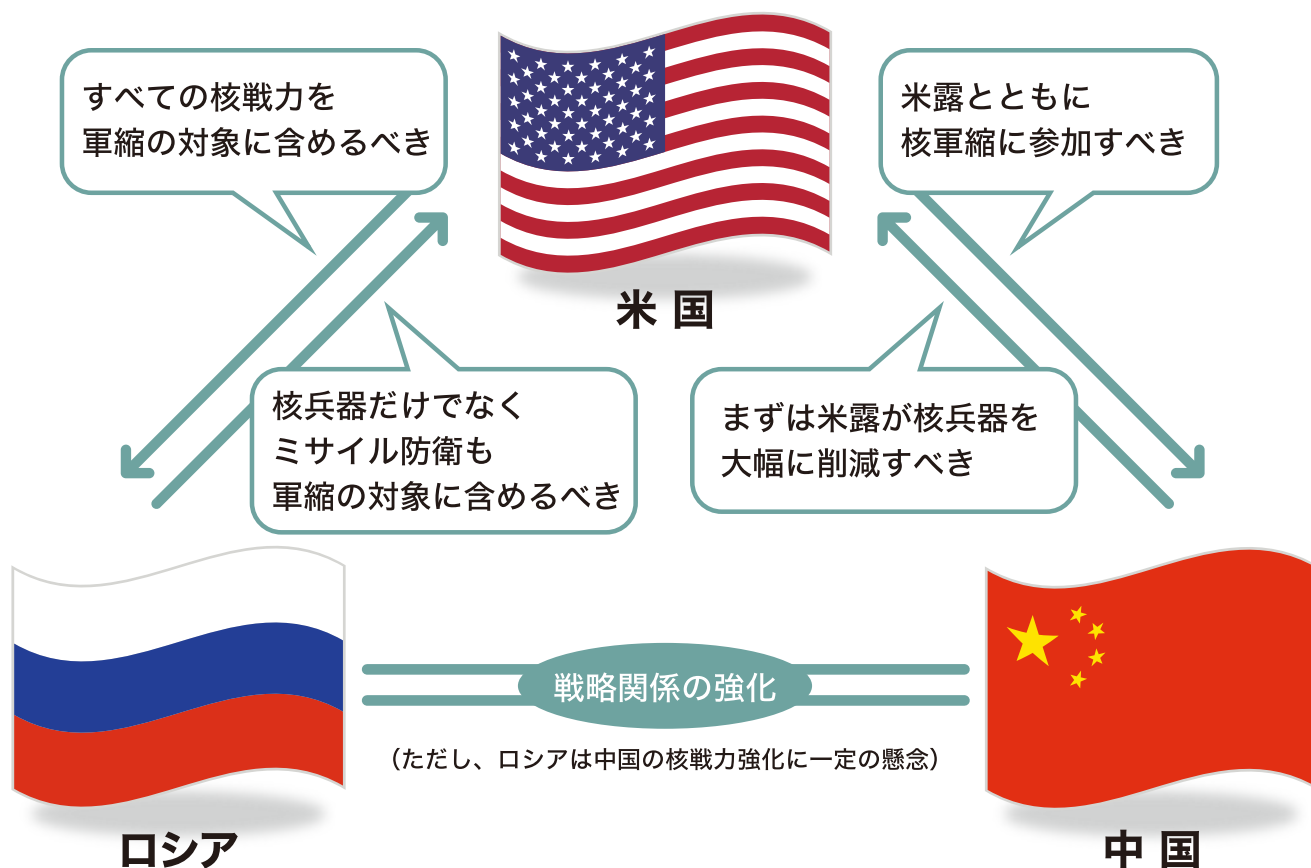 すべての核戦力を
軍縮の対象に含めるべき
米露とともに
核軍縮に参加すべき
米国
核兵器だけでなく
ミサイル防衛も
軍縮の対象に含めるべき
まずは米露が核兵器を
大幅に削減すべき
戦略関係の強化
（ただし、ロシアは中国の核戦力強化に一定の懸念）
ロシア
中国